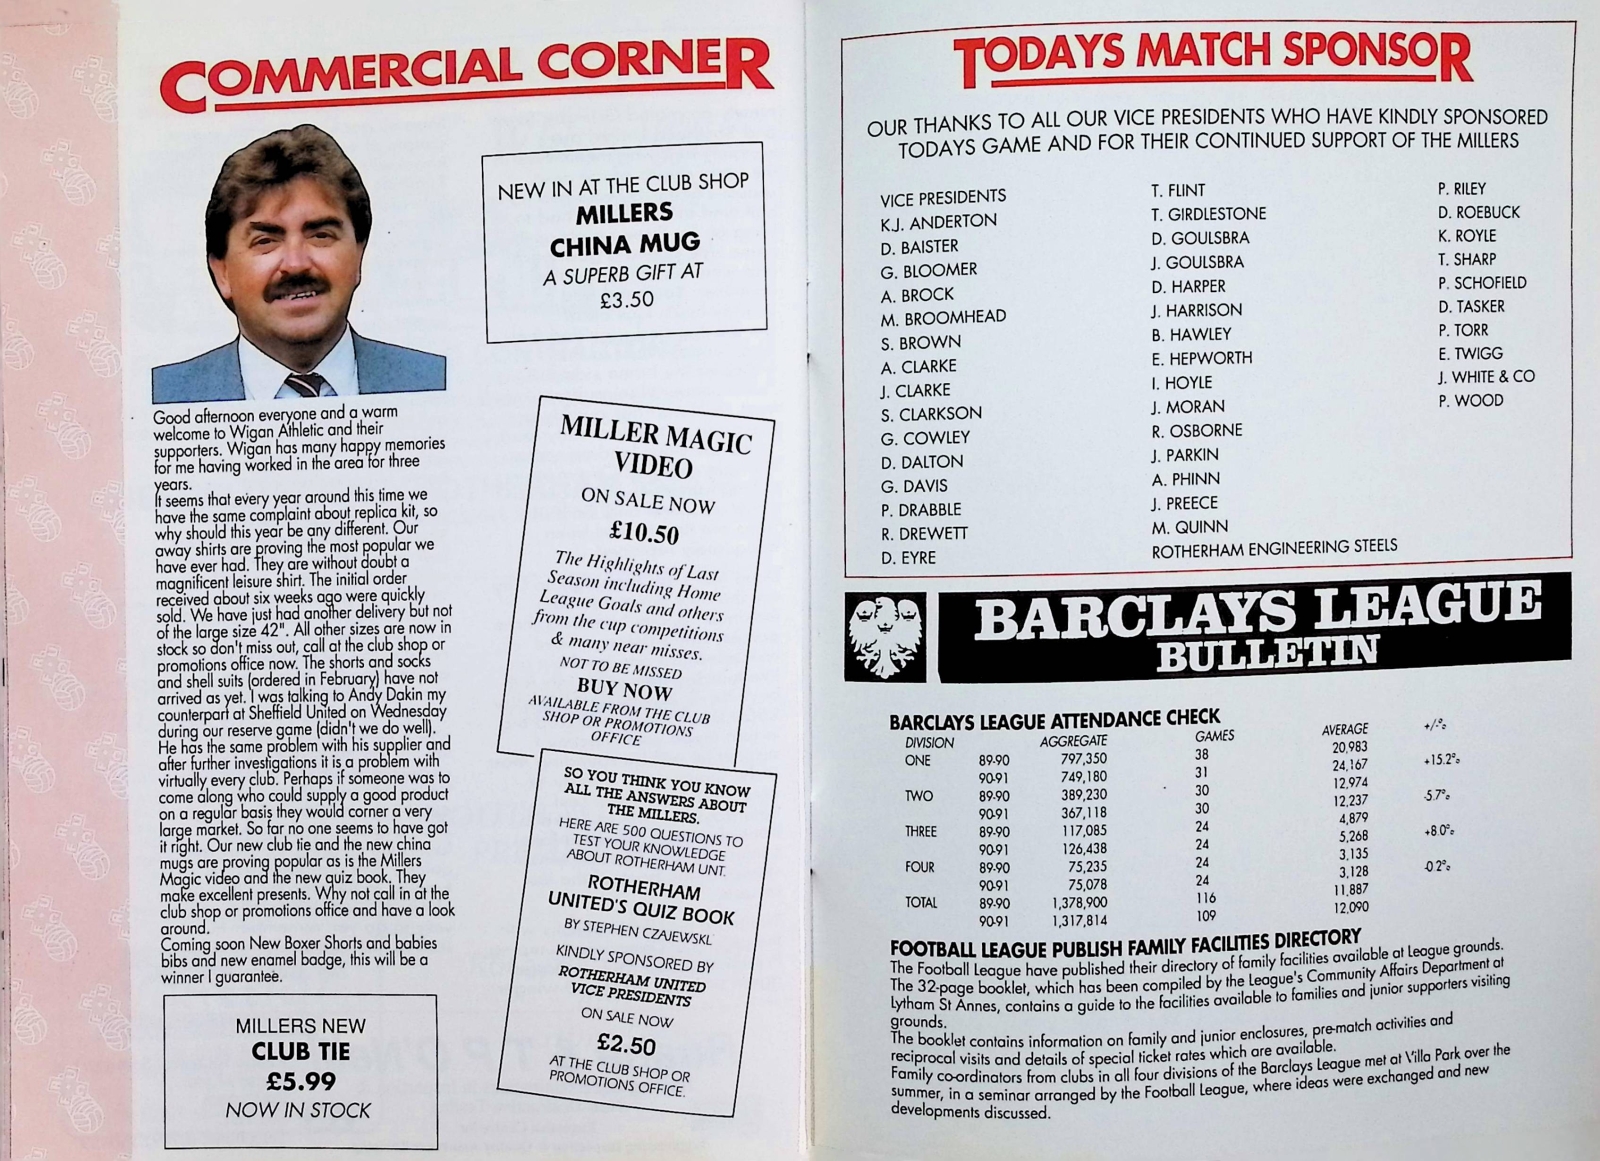 COMMERCIAL CORNER
Good afternoon everyone and a warm
welcome to Wigan Athletic and their
supporters. Wigan has many happy memories
for me having worked in the area for three
years.
It seems that every year around this time we
have the same complaint about replica kit, so
why should this year be any different. Our
away shirts are proving the most popular we
have ever had. They are without doubt a
magnificent leisure shirt. The initial order
received about six weeks ago were quickly
sold. We have just had another delivery but not
of the large size 42". All other sizes are now in
stock so don't miss out, call at the club shop or
promotions office now. The shorts and socks
and shell suits (ordered in February) have not
arrived as yet. I was talking to Andy Dakin my
counterpart at Sheffield United on Wednesday
during our reserve game (didn't we do well).
He has the same problem with his supplier and
after further investigations it is a problem with
virtually every club. Perhaps if someone was to
come along who could supply a good product
on a regular basis they would corner a very
large market. So far no one seems to have got
it right. Our new club tie and the new china
mugs are proving popular as is the Millers
Magic video and the new quiz book. They
make excellent presents. Why not call in at the
club shop or promotions office and have a look
around.
Coming soon New Boxer Shorts and babies
bibs and new enamel badge, this will be a
winner I guarantee.
MILLERS NEW
CLUB TIE
£5.99
NOW IN STOCK
NEW IN AT THE CLUB SHOP
MILLERS
CHINA MUG
A SUPERB GIFT AT
£3.50
MILLER MAGIC
VIDEO
ON SALE NOW
£10.50
The Highlights of Last
Season including Home
League Goals and others
from the cup competitions
& many near misses.
NOT TO BE MISSED
BUY NOW
AVAILABLE FROM THE CLUB
SHOP OR PROMOTIONS
OFFICE
SO YOU THINK YOU KNOW
ALL THE ANSWERS ABOUT
THE MILLERS.
HERE ARE 500 QUESTIONS TO
TEST YOUR KNOWLEDGE
ABOUT ROTHERHAM UNT.
ROTHERHAM
UNITED'S QUIZ BOOK
BY STEPHEN CZAJEWSKI
KINDLY SPONSORED BY
ROTHERHAM UNITED
VICE PRESIDENTS
ON SALE NOW
£2.50
AT THE CLUB SHOP OR
PROMOTIONS OFFICE.
TODAYS MATCH SPONSOR
OUR THANKS TO ALL OUR VICE PRESIDENTS WHO HAVE KINDLY SPONSORED
TODAYS GAME AND FOR THEIR CONTINUED SUPPORT OF THE MILLERS
VICE PRESIDENTS
K.J. ANDERTON
D. BAISTER
G. BLOOMER
A. BROCK
M. BROOMHEAD
S. BROWN
A. CLARKE
J. CLARKE
S. CLARKSON
G. COWLEY
D. DALTON
G. DAVIS
P. DRABBLE
R. DREWETT
D. EYRE
T. FLINT
T. GIRDLESTONE
D. GOULSBRA
J. GOULSBRA
D. HARPER
J. HARRISON
B. HAWLEY
E. HEPWORTH
I. HOYLE
J. MORAN
R. OSBORNE
J. PARKIN
A. PHINN
J. PREECE
M. QUINN
ROTHERHAM ENGINEERING STEELS
P. RILEY
D. ROEBUCK
K. ROYLE
T. SHARP
P. SCHOFIELD
D. TASKER
P. TORR
E. TWIGG
J. WHITE & CO
P. WOOD
BARCLAYS LEAGUE
BULLETIN
BARCLAYS LEAGUE ATTENDANCE CHECK
DIVISION AGGREGATE GAMES AVERAGE +/-%
ONE 89-90 797,350 38 20,983
90-91 749,180 31 24,167 +15.2%
TWO 89-90 389,230 30 12,974
90-91 367,118 30 12,237 -5.7%
THREE 89-90 117,085 24 4,879
90-91 126,438 24 5,268 +8.0%
FOUR 89-90 75,235 24 3,135
90-91 75,078 24 3,128 -0.2%
TOTAL 89-90 1,378,900 116 11,887
90-91 1,317,814 109 12,090
FOOTBALL LEAGUE PUBLISH FAMILY FACILITIES DIRECTORY
The Football League have published their directory of family facilities available at League grounds.
The 32-page booklet, which has been compiled by the League's Community Affairs Department at
Lytham St Annes, contains a guide to the facilities available to families and junior supporters visiting
grounds.
The booklet contains information on family and junior enclosures, pre-match activities and
reciprocal visits and details of special ticket rates which are available.
Family co-ordinators from clubs in all four divisions of the Barclays League met at Villa Park over the
summer, in a seminar arranged by the Football League, where ideas were exchanged and new
developments discussed.